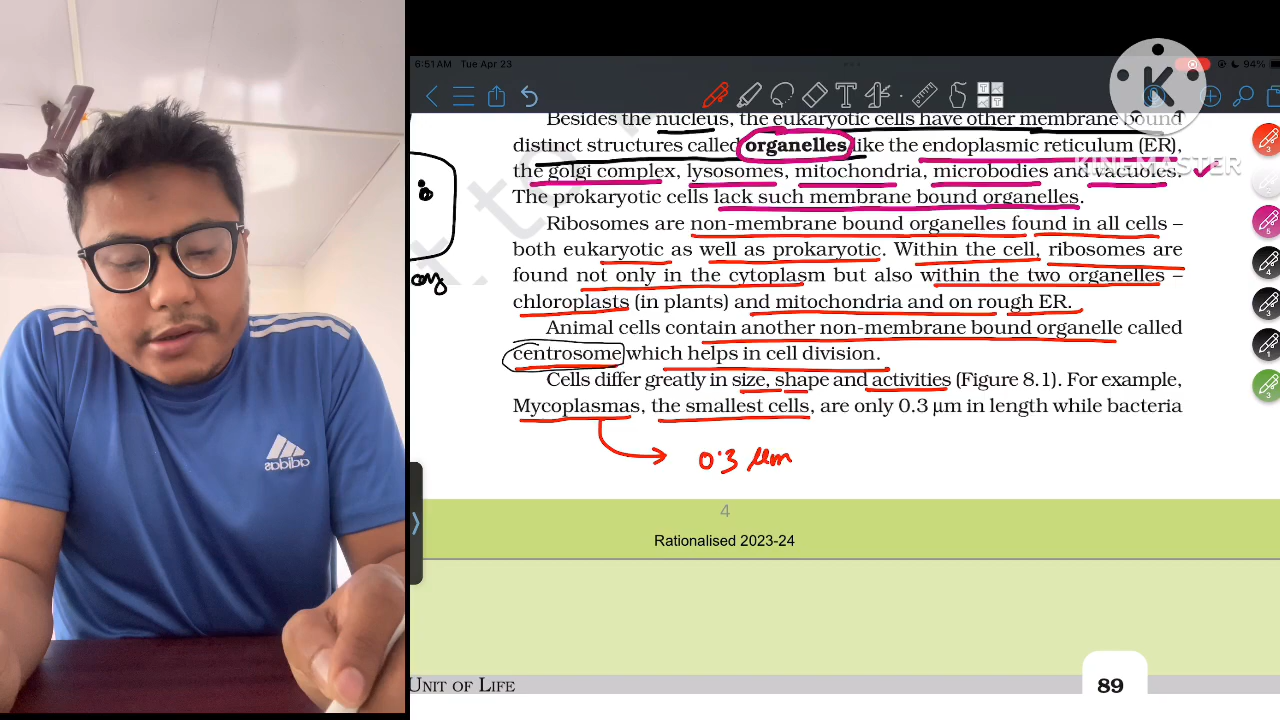 6:51 AM Tue Apr 23
94%
K
KINEMASTER
Besides the nucleus, the eukaryotic cells have other membrane bound
distinct structures called organelles like the endoplasmic reticulum (ER),
the golgi complex, lysosomes, mitochondria, microbodies and vacuoles.
The prokaryotic cells lack such membrane bound organelles.
Ribosomes are non-membrane bound organelles found in all cells –
both eukaryotic as well as prokaryotic. Within the cell, ribosomes are
found not only in the cytoplasm but also within the two organelles –
chloroplasts (in plants) and mitochondria and on rough ER.
Animal cells contain another non-membrane bound organelle called
centrosome which helps in cell division.
Cells differ greatly in size, shape and activities (Figure 8.1). For example,
Mycoplasmas, the smallest cells, are only 0.3 µm in length while bacteria
0.3 µm
4
Rationalised 2023-24
UNIT OF LIFE
89
adidas